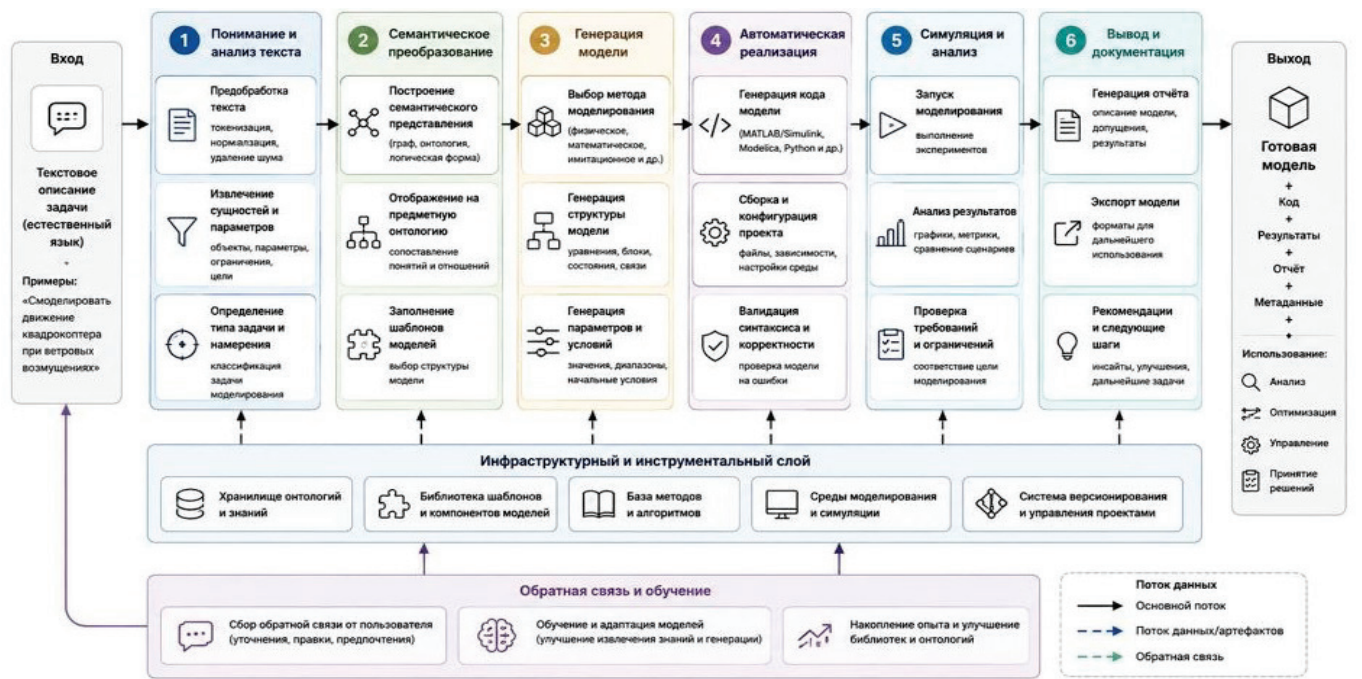 Вход
Текстовое
описание
задачи
(естественный
язык)
-
Примеры:
«Смоделировать
движение
квадрокоптера
при ветровых
возмущениях»
1
Понимание и
анализ текста
Предобработка
текста
токенизация,
нормалзация,
удаление шума
Извлечение
сущностей и
параметров
объекты, параметры,
ограничения,
цели
Определение
типа задачи и
намерения
классификация
задачи
моделирования
2
Семантическое
преобразование
Построение
семантического
представления
(граф, онтология,
логическая форма)
Отображение на
предметную
онтологию
сопоставление
понятий и отношений
Заполнение
шаблонов
моделей
выбор структуры
модели
3
Генерация
модели
Выбор метода
моделирования
(физическое,
математическое,
имитационное и др.)
Генерация
структуры
модели
уравнения, блоки,
состояния, связи
Генерация
параметров и
условий
значения, диапазоны,
начальные условия
4
Автоматическая
реализация
Генерация кода
модели
(MATLAB/Simulink,
Modelica, Python и др.)
Сборка и
конфигурация
проекта
файлы, зависимости,
настройки среды
Валидация
синтаксиса и
корректности
проверка модели
на ошибки
5
Симуляция и
анализ
Запуск
моделирования
выполнение
экспериментов
Анализ результатов
графики, метрики,
сравнение сценариев
Проверка
требований
и ограничений
соответствие цели
моделирования
6
Вывод и
документация
Генерация отчёта
описание модели,
допущения,
результаты
Экспорт модели
форматы для
дальнейшего
использования
Рекомендации
и следующие
шаги
инсайты, улучшения,
дальнейшие задачи
Выход
Готовая
модель
+
Код
+
Результаты
+
Отчёт
+
Метаданные
+
+
Использование:
Анализ
Оптимизация
Управление
Принятие
решений
Инфраструктурный и инструментальный слой
Хранилище онтологий
и знаний
Библиотека шаблонов
и компонентов моделей
База методов
и алгоритмов
Среды моделирования
и симуляции
Система версионирования
и управления проектами
Обратная связь и обучение
Сбор обратной связи от пользователя
(уточнения, правки, предпочтения)
Обучение и адаптация моделей
(улучшение извлечения знаний и генерации)
Накопление опыта и улучшение
библиотек и онтологий
Поток данных
Основной поток
Поток данных/артефактов
Обратная связь